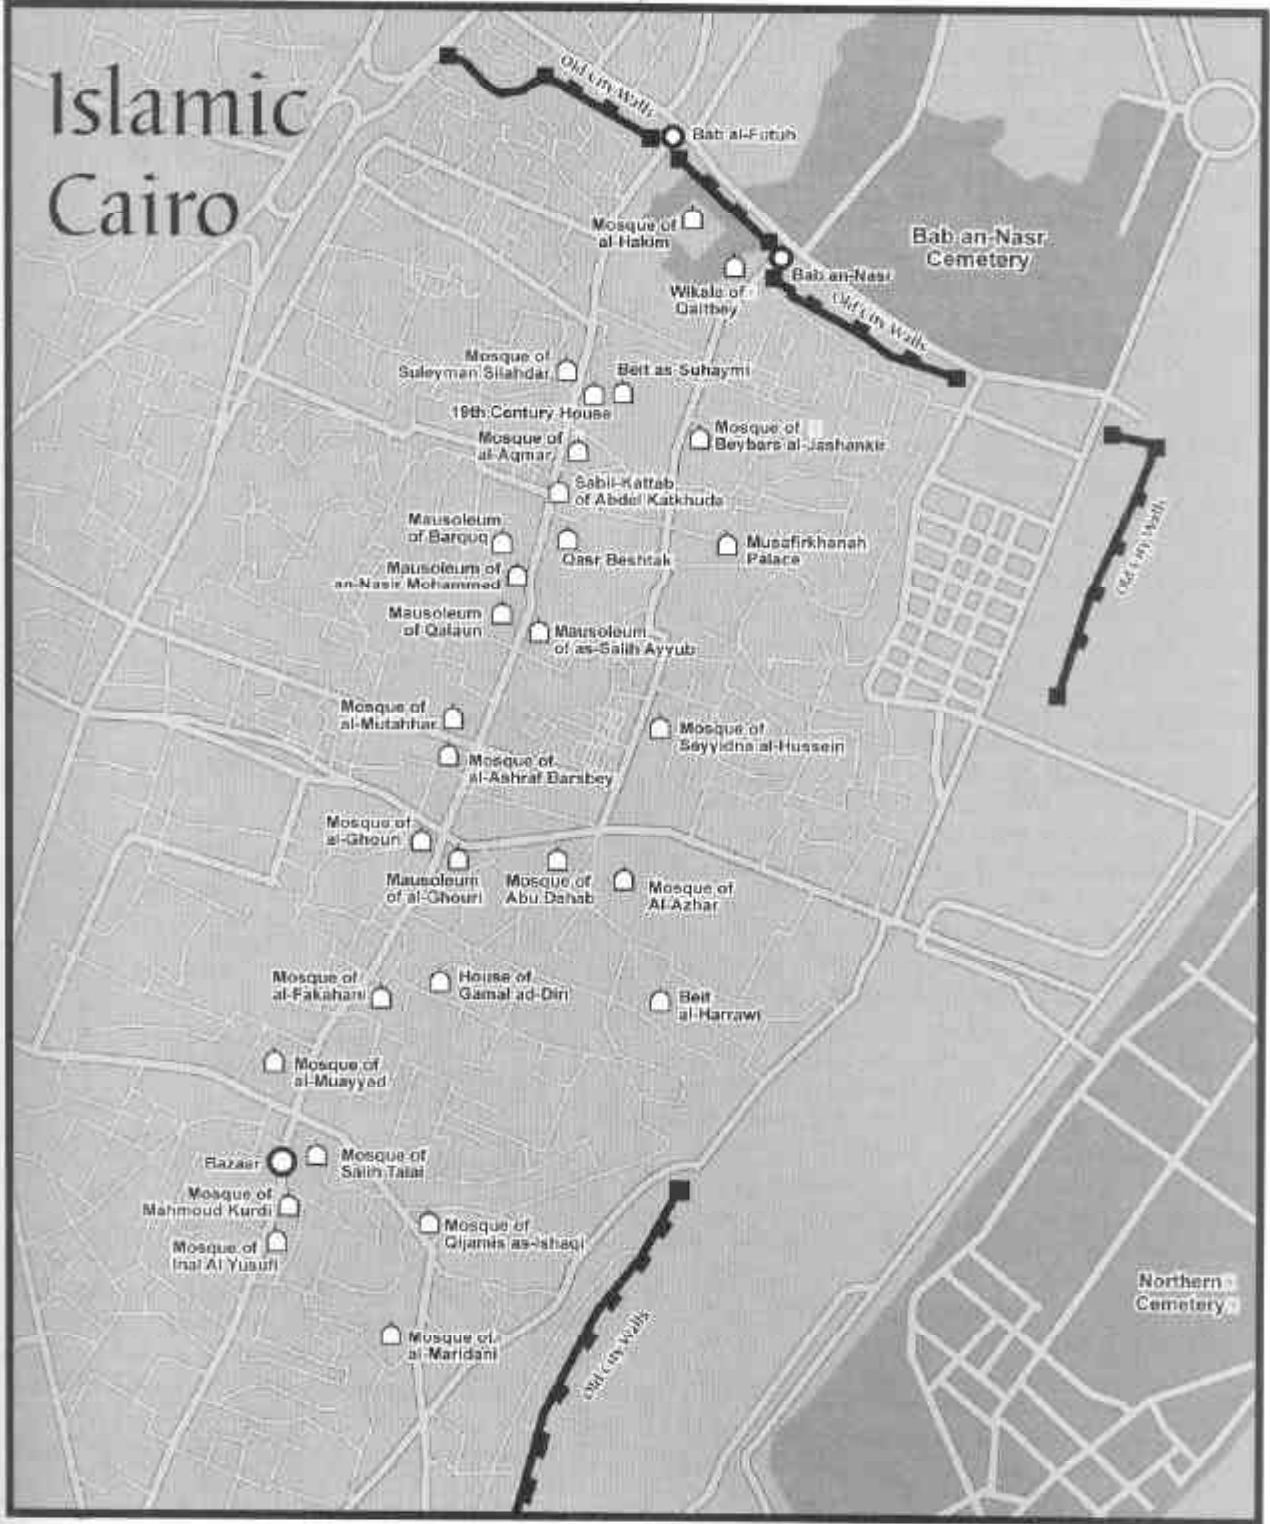 Islamic
Cairo
Old City Walls
Bab al-Futuh
Mosque of
al-Hakim
Bab an-Nasr
Cemetery
Bab an-Nasr
Wikala of
Qaitbey
Old City Walls
Mosque of
Suleyman Silahdar
Beit as Suhaymi
19th Century House
Mosque of
al-Aqmar
Mosque of
Beybars al-Jashankir
Sabil-Kattab
of Abdel Katkhuda
Mausoleum
of Barquq
Qasr Beshtak
Musafirkhanah
Palace
Old City Walls
Mausoleum of
an-Nasir Mohammed
Mausoleum
of Qalaun
Mausoleum
of as-Salih Ayyub
Mosque of
al-Mutahhar
Mosque of
Sayyidna al-Hussein
Mosque of
al-Ashraf Barsbey
Mosque of
al-Ghouri
Mausoleum
of al-Ghouri
Mosque of
Abu Dahab
Mosque of
Al-Azhar
Mosque of
al-Fakahani
House of
Gamal ad-Din
Beit
al-Harrawi
Mosque of
al-Muayyad
Bazaar
Mosque of
Salih Talai
Mosque of
Mahmoud Kurdi
Mosque of
Qijamis as-Ishaqi
Mosque of
Inal Al Yusufi
Northern
Cemetery
Mosque of
al-Maridani
Old City Walls